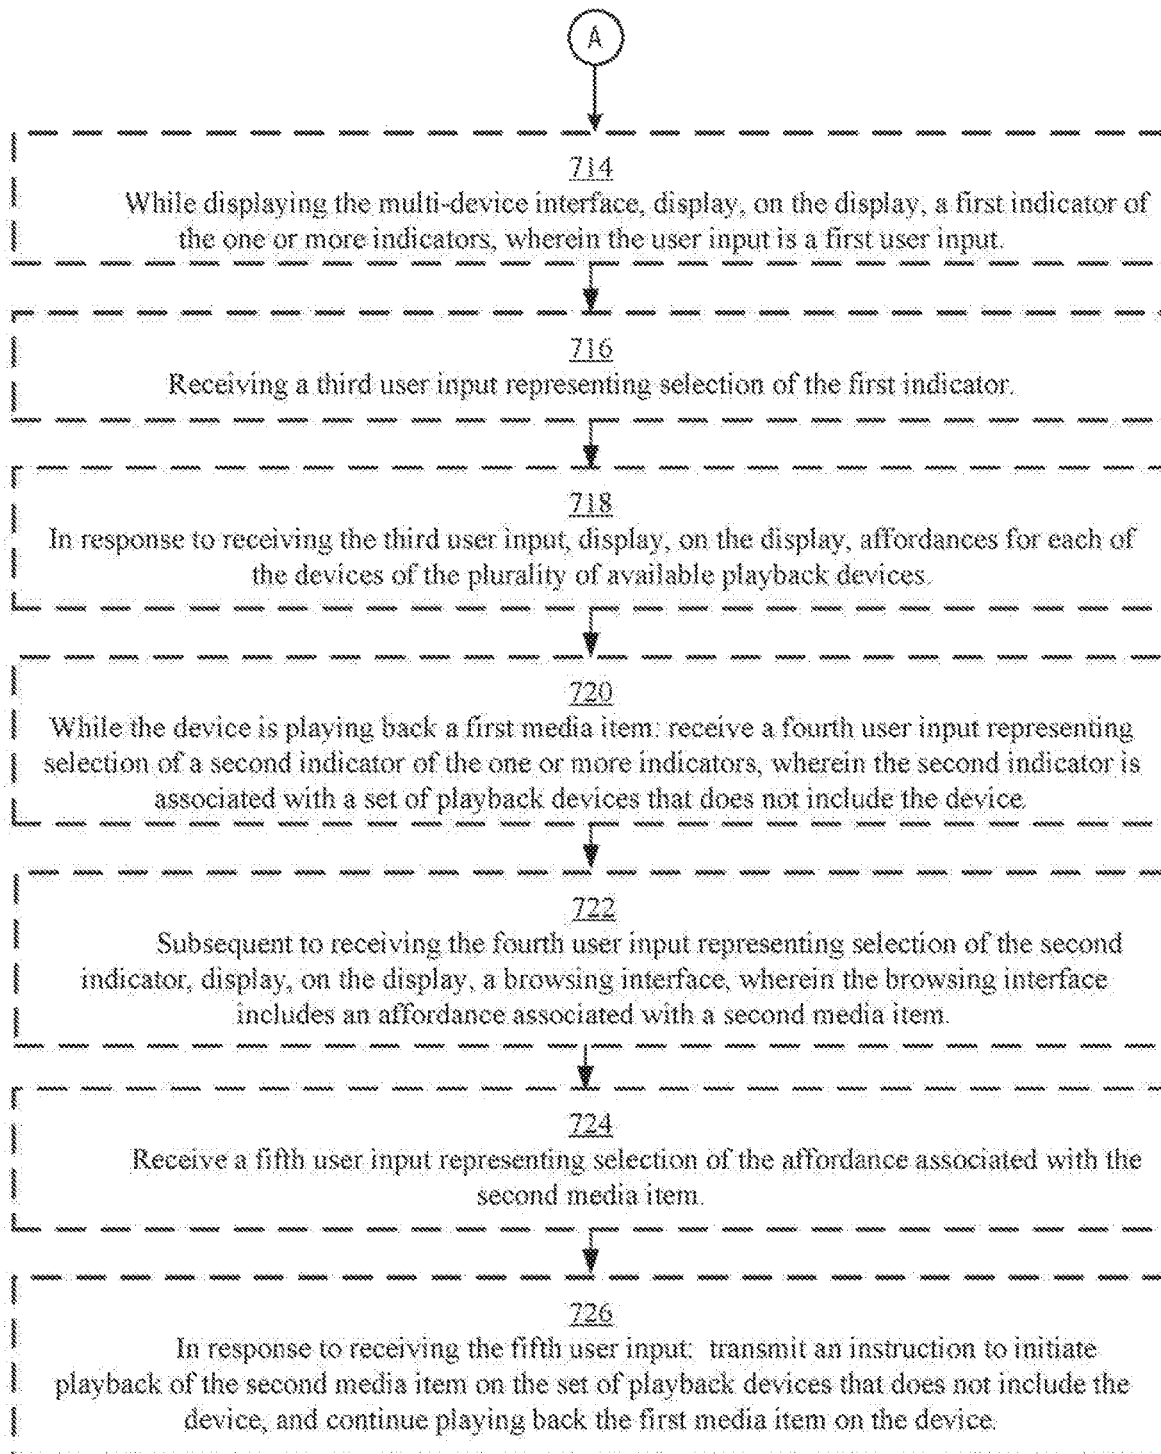 A
714
While displaying the multi-device interface, display, on the display, a first indicator of
the one or more indicators, wherein the user input is a first user input.
716
Receiving a third user input representing selection of the first indicator.
718
In response to receiving the third user input, display, on the display, affordances for each of
the devices of the plurality of available playback devices.
720
While the device is playing back a first media item: receive a fourth user input representing
selection of a second indicator of the one or more indicators, wherein the second indicator is
associated with a set of playback devices that does not include the device.
722
Subsequent to receiving the fourth user input representing selection of the second
indicator, display, on the display, a browsing interface, wherein the browsing interface
includes an affordance associated with a second media item.
724
Receive a fifth user input representing selection of the affordance associated with the
second media item.
726
In response to receiving the fifth user input: transmit an instruction to initiate
playback of the second media item on the set of playback devices that does not include the
device, and continue playing back the first media item on the device.